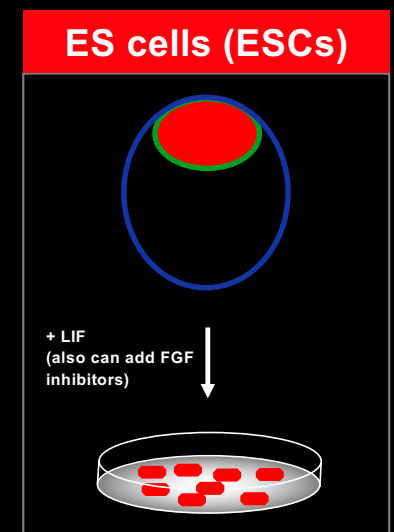 ES cells (ESCs)
+ LIF
(also can add FGF
inhibitors)